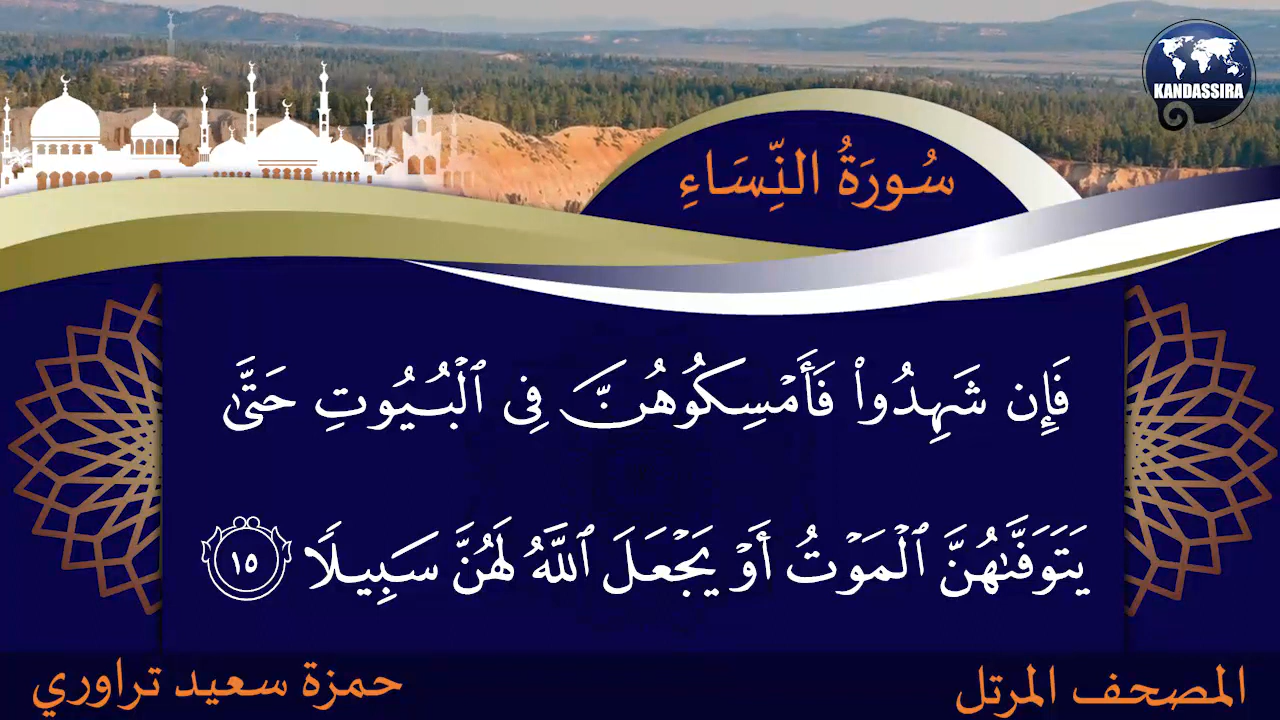 KANDASSIRA
سُورَةُ النِّسَاءِ
فَإِن شَهِدُوا۟ فَأَمۡسِكُوهُنَّ فِى ٱلۡبُيُوتِ حَتَّىٰ
يَتَوَفَّىٰهُنَّ ٱلۡمَوۡتُ أَوۡ يَجۡعَلَ ٱللَّهُ لَهُنَّ سَبِيلًا ١٥
المصحف المرتل
حمزة سعيد تراوري